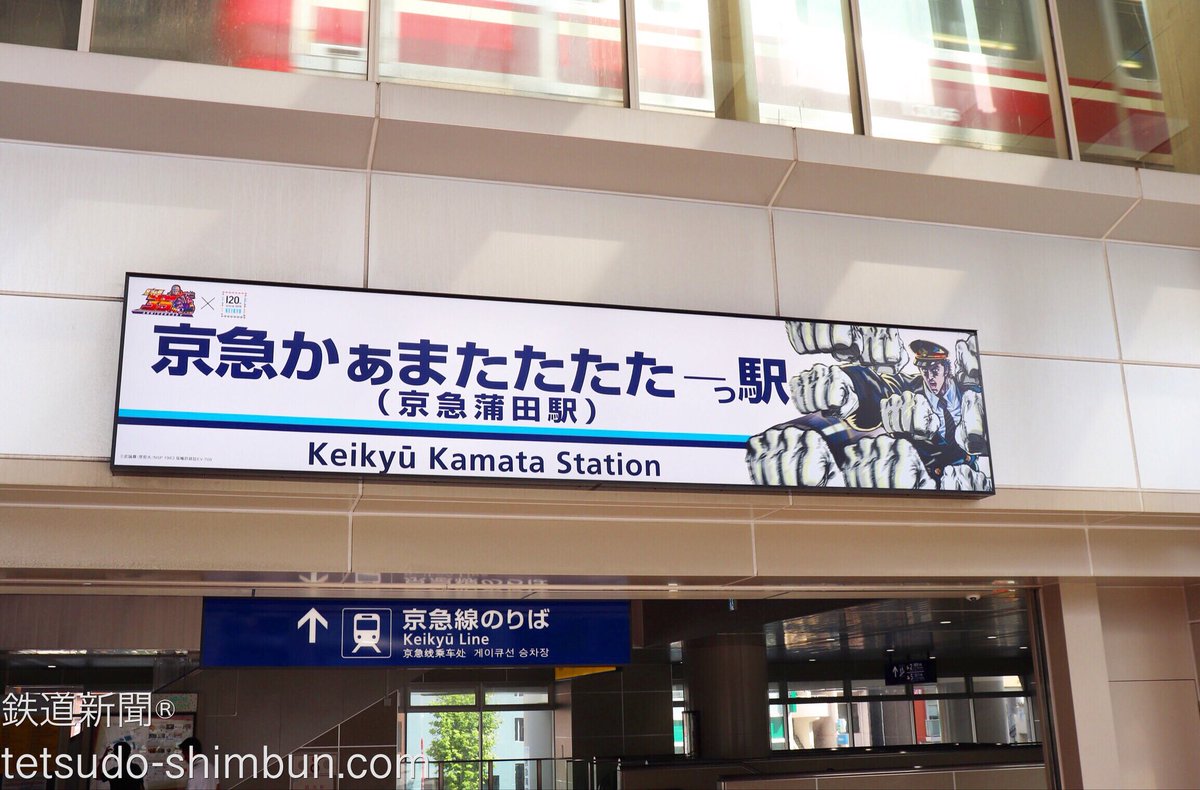 120
京急かぁまたたたたーっ駅
(京急蒲田駅)
Keikyū Kamata Station
京急線のりば
Keikyū Line
京急线乘车处 게이큐선 승차장
鉄道新聞®
tetsudo-shimbun.com